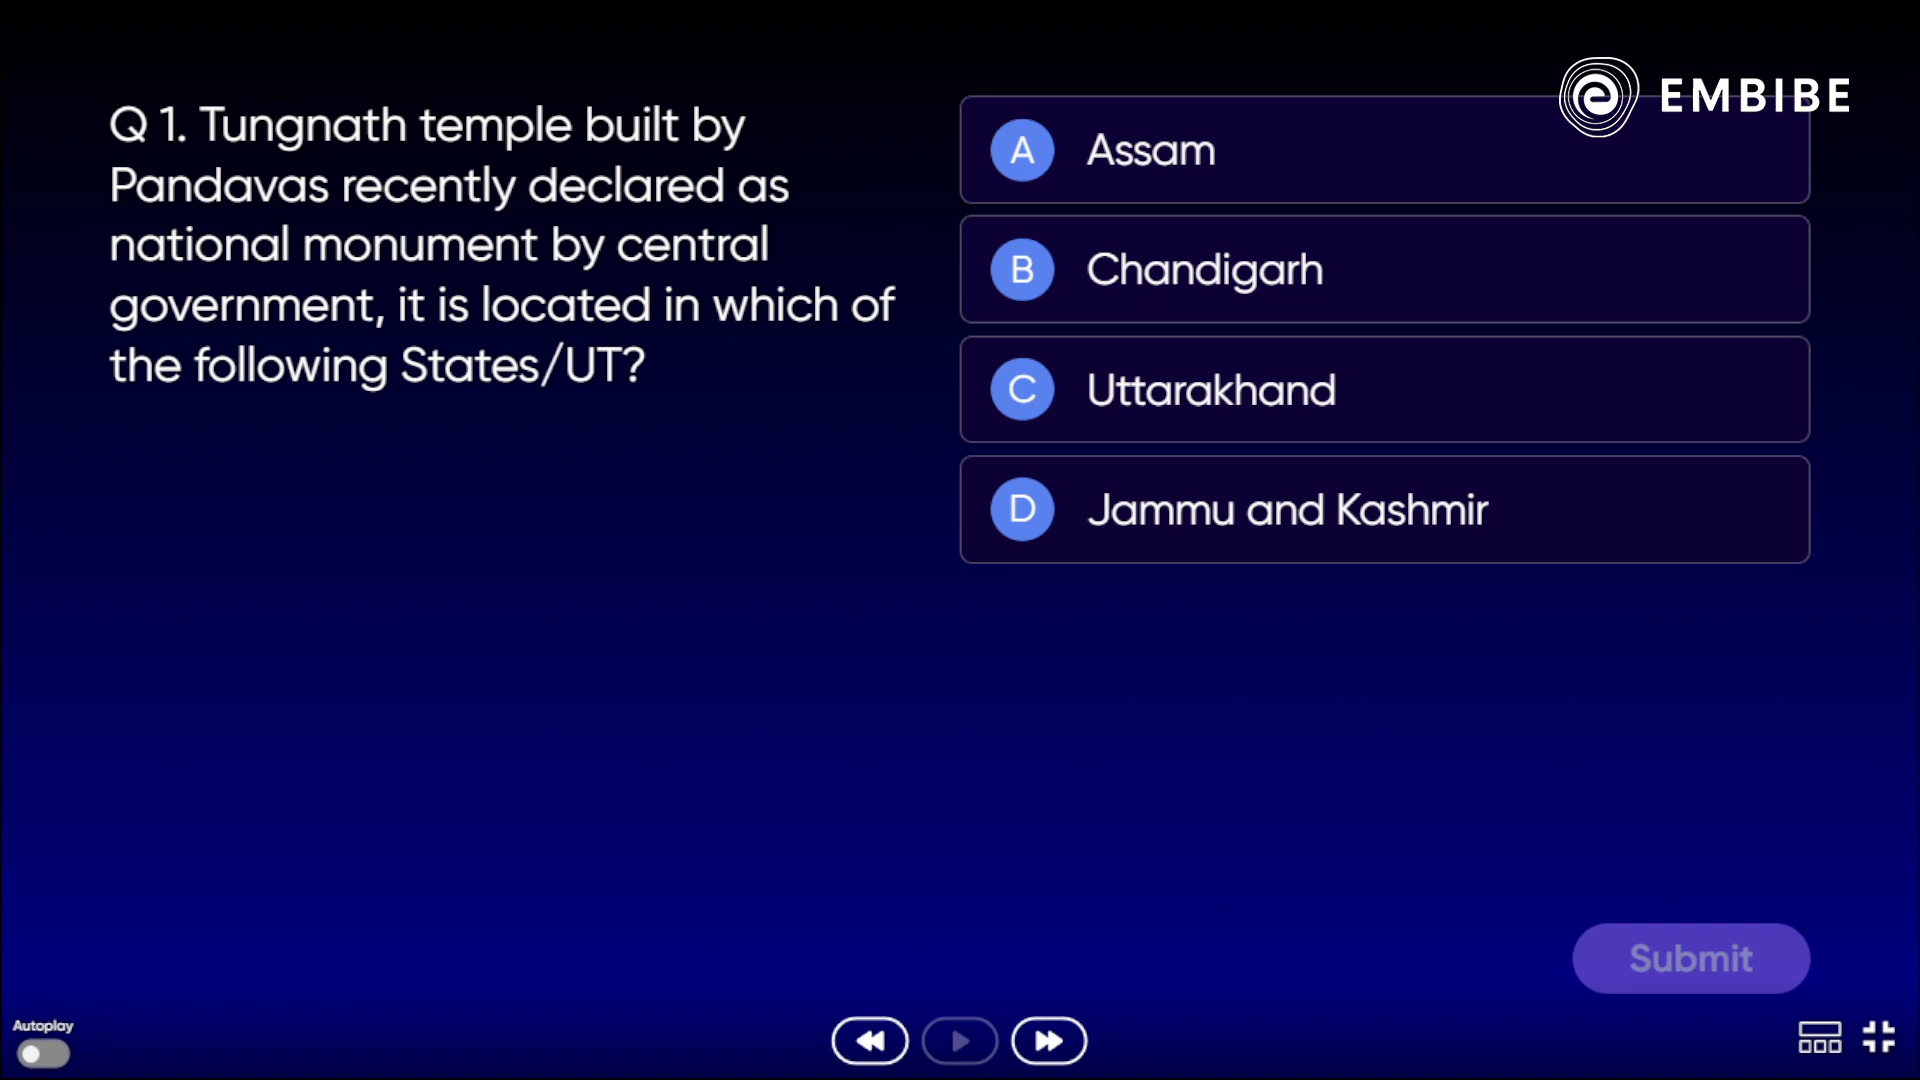 EMBIBE
Q 1. Tungnath temple built by
Pandavas recently declared as
national monument by central
government, it is located in which of
the following States/UT?
A Assam
B Chandigarh
C Uttarakhand
D Jammu and Kashmir
Submit
Autoplay